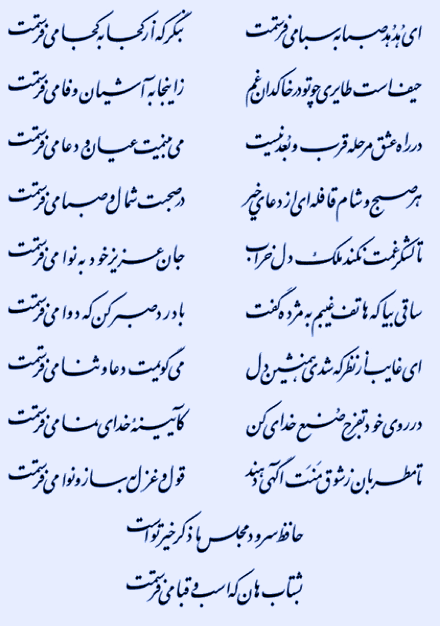 ای هُدهُد صبا به سبا می‌فرستمت بنگر که از کجا به کجا می‌فرستمت
حیف است طایری چو تو در خاکدان غم زاینجا به آشیان وفا می‌فرستمت
در راه عشق مرحله قرب و بُعد نیست می‌بینمت عیان و دعا می‌فرستمت
هر صبح و شام قافله‌ای از دعای خیر در صحبت شمال و صبا می‌فرستمت
تا لشکر غمت نکند ملک دل خراب جان عزیز خود به نوا می‌فرستمت
ساقی بیا که هاتف غیبم به مژده گفت با درد صبر کن که دوا می‌فرستمت
ای غایب از نظر که شدی همنشین دل می‌گویمت دعا و ثنا می‌فرستمت
در روی خود تفرج صُنع خدای کن کآیینهٔ خدای نما می‌فرستمت
تا مطربان ز شوق مَنَت آگهی دهند قول و غزل به ساز و نوا می‌فرستمت
حافظ سرود مجلس ما ذکر خیر تواست
بشتاب هان که اسب و قبا می‌فرستمت